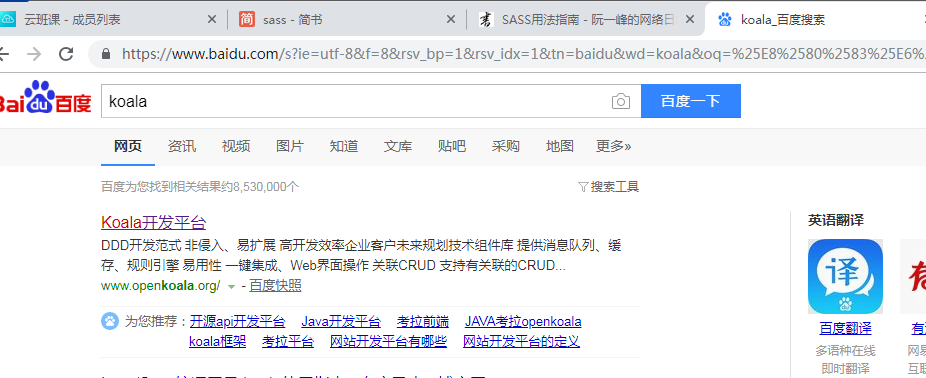 云班课 - 成员列表
简 sass - 简书
SASS用法指南 - 阮一峰的网络日
koala_百度搜索
https://www.baidu.com/s?ie=utf-8&f=8&rsv_bp=1&rsv_idx=1&tn=baidu&wd=koala&oq=%25E8%2580%2583%25E6%
Bai du 百度
koala
百度一下
网页 资讯 视频 图片 知道 文库 贴吧 采购 地图 更多»
百度为您找到相关结果约8,530,000个
搜索工具
Koala开发平台
DDD开发范式 非侵入、易扩展 高开发效率企业客户未来规划技术组件库 提供消息队列、缓
存、规则引擎 易用性 一键集成、Web界面操作 关联CRUD 支持有关联的CRUD...
www.openkoala.org/ - 百度快照
为您推荐: 开源api开发平台 Java开发平台 考拉前端 JAVA考拉openkoala
koala框架 考拉平台 网站开发平台有哪些 网站开发平台的定义
英语翻译
译
百度翻译
多语种在线
即时翻译
有
网易
互联